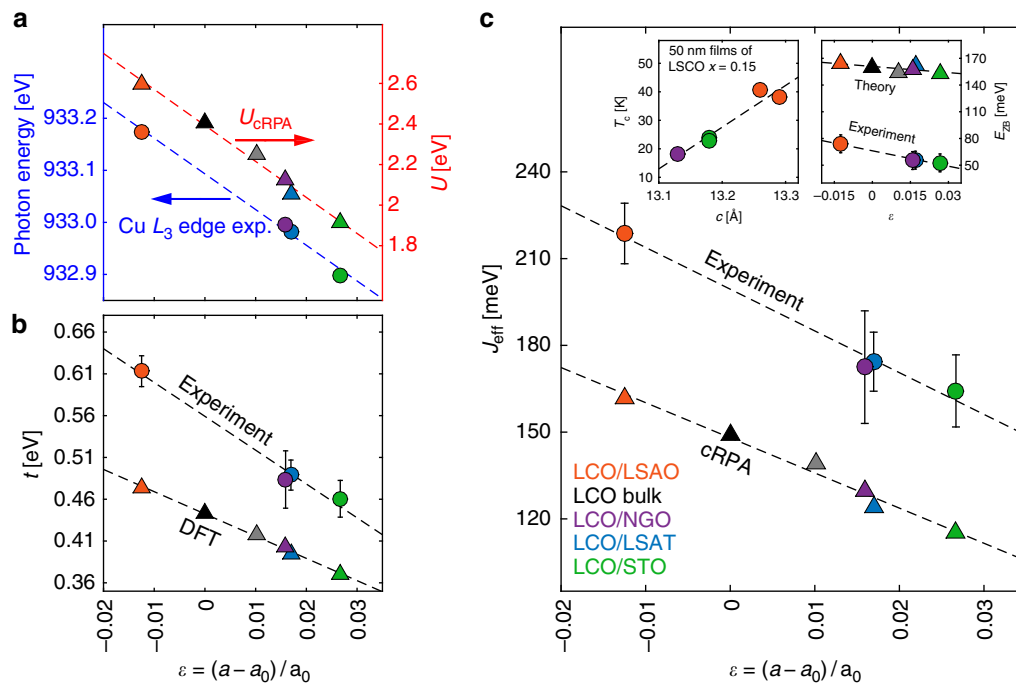 a
Photon energy [eV]
933.2
933.1
933.0
932.9
U_cRPA
Cu L_3 edge exp.
2.6
2.4
2.2
2
1.8
U [eV]
b
t [eV]
0.66
0.61
0.56
0.51
0.46
0.41
0.36
Experiment
DFT
−0.02
−0.01
0
0.01
0.02
0.03
ε = (a – a_0) / a_0
c
J_eff [meV]
240
210
180
150
120
Experiment
cRPA
LCO/LSAO
LCO bulk
LCO/NGO
LCO/LSAT
LCO/STO
−0.02
−0.01
0
0.01
0.02
0.03
ε = (a – a_0) / a_0
50 nm films of
LSCO x = 0.15
T_c [K]
60
40
20
0
13.1
13.2
13.3
c [Å]
Theory
Experiment
170
150
80
50
E_ZB
[meV]
−0.015
0
0.015
0.035
ε